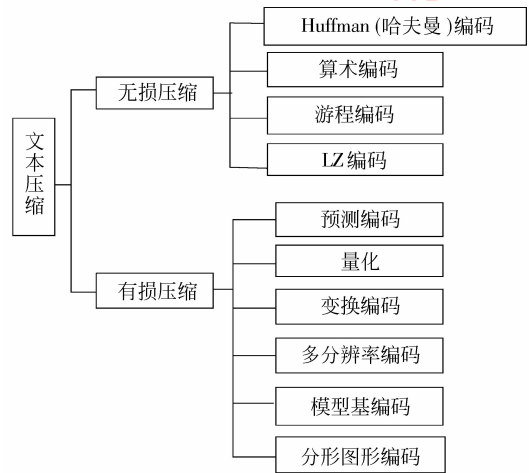 文本压缩
无损压缩
Huffman (哈夫曼)编码
算术编码
游程编码
LZ编码
有损压缩
预测编码
量化
变换编码
多分辨率编码
模型基编码
分形图形编码